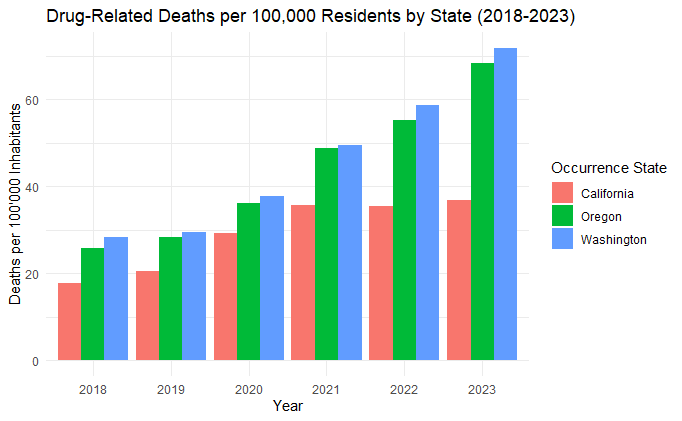 Drug-Related Deaths per 100,000 Residents by State (2018-2023)
Deaths per 100'000 Inhabitants
60
40
20
0
2018 2019 2020 2021 2022 2023
Year
Occurrence State
California
Oregon
Washington